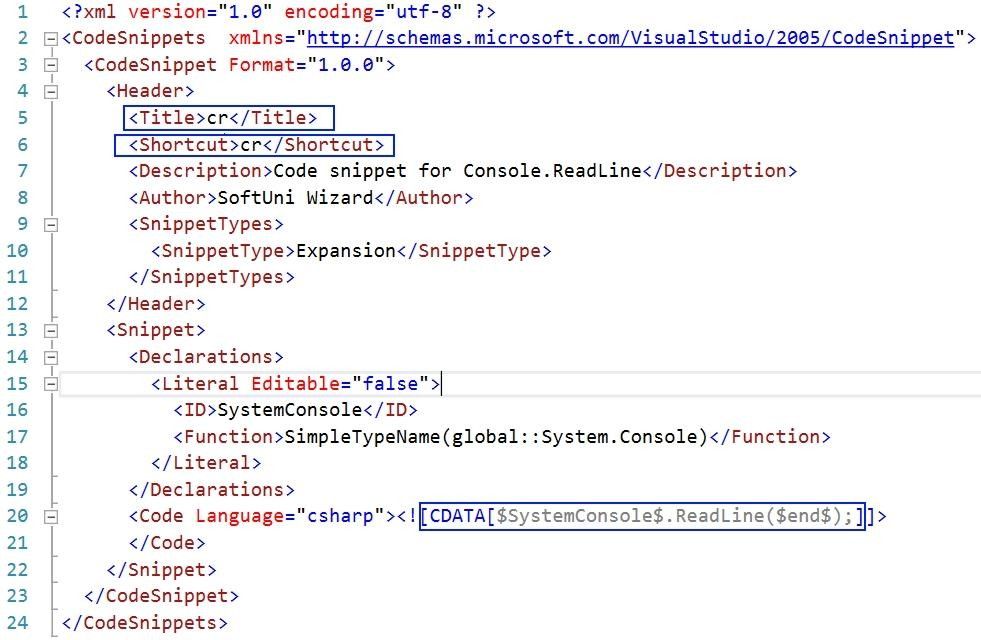 1 <?xml version="1.0" encoding="utf-8" ?>
2 <CodeSnippets  xmlns="http://schemas.microsoft.com/VisualStudio/2005/CodeSnippet">
3   <CodeSnippet Format="1.0.0">
4     <Header>
5       <Title>cr</Title>
6       <Shortcut>cr</Shortcut>
7       <Description>Code snippet for Console.ReadLine</Description>
8       <Author>SoftUni Wizard</Author>
9       <SnippetTypes>
10         <SnippetType>Expansion</SnippetType>
11       </SnippetTypes>
12     </Header>
13     <Snippet>
14       <Declarations>
15         <Literal Editable="false">
16           <ID>SystemConsole</ID>
17           <Function>SimpleTypeName(global::System.Console)</Function>
18         </Literal>
19       </Declarations>
20       <Code Language="csharp"><![CDATA[$SystemConsole$.ReadLine($end$);]]>
21       </Code>
22     </Snippet>
23   </CodeSnippet>
24 </CodeSnippets>